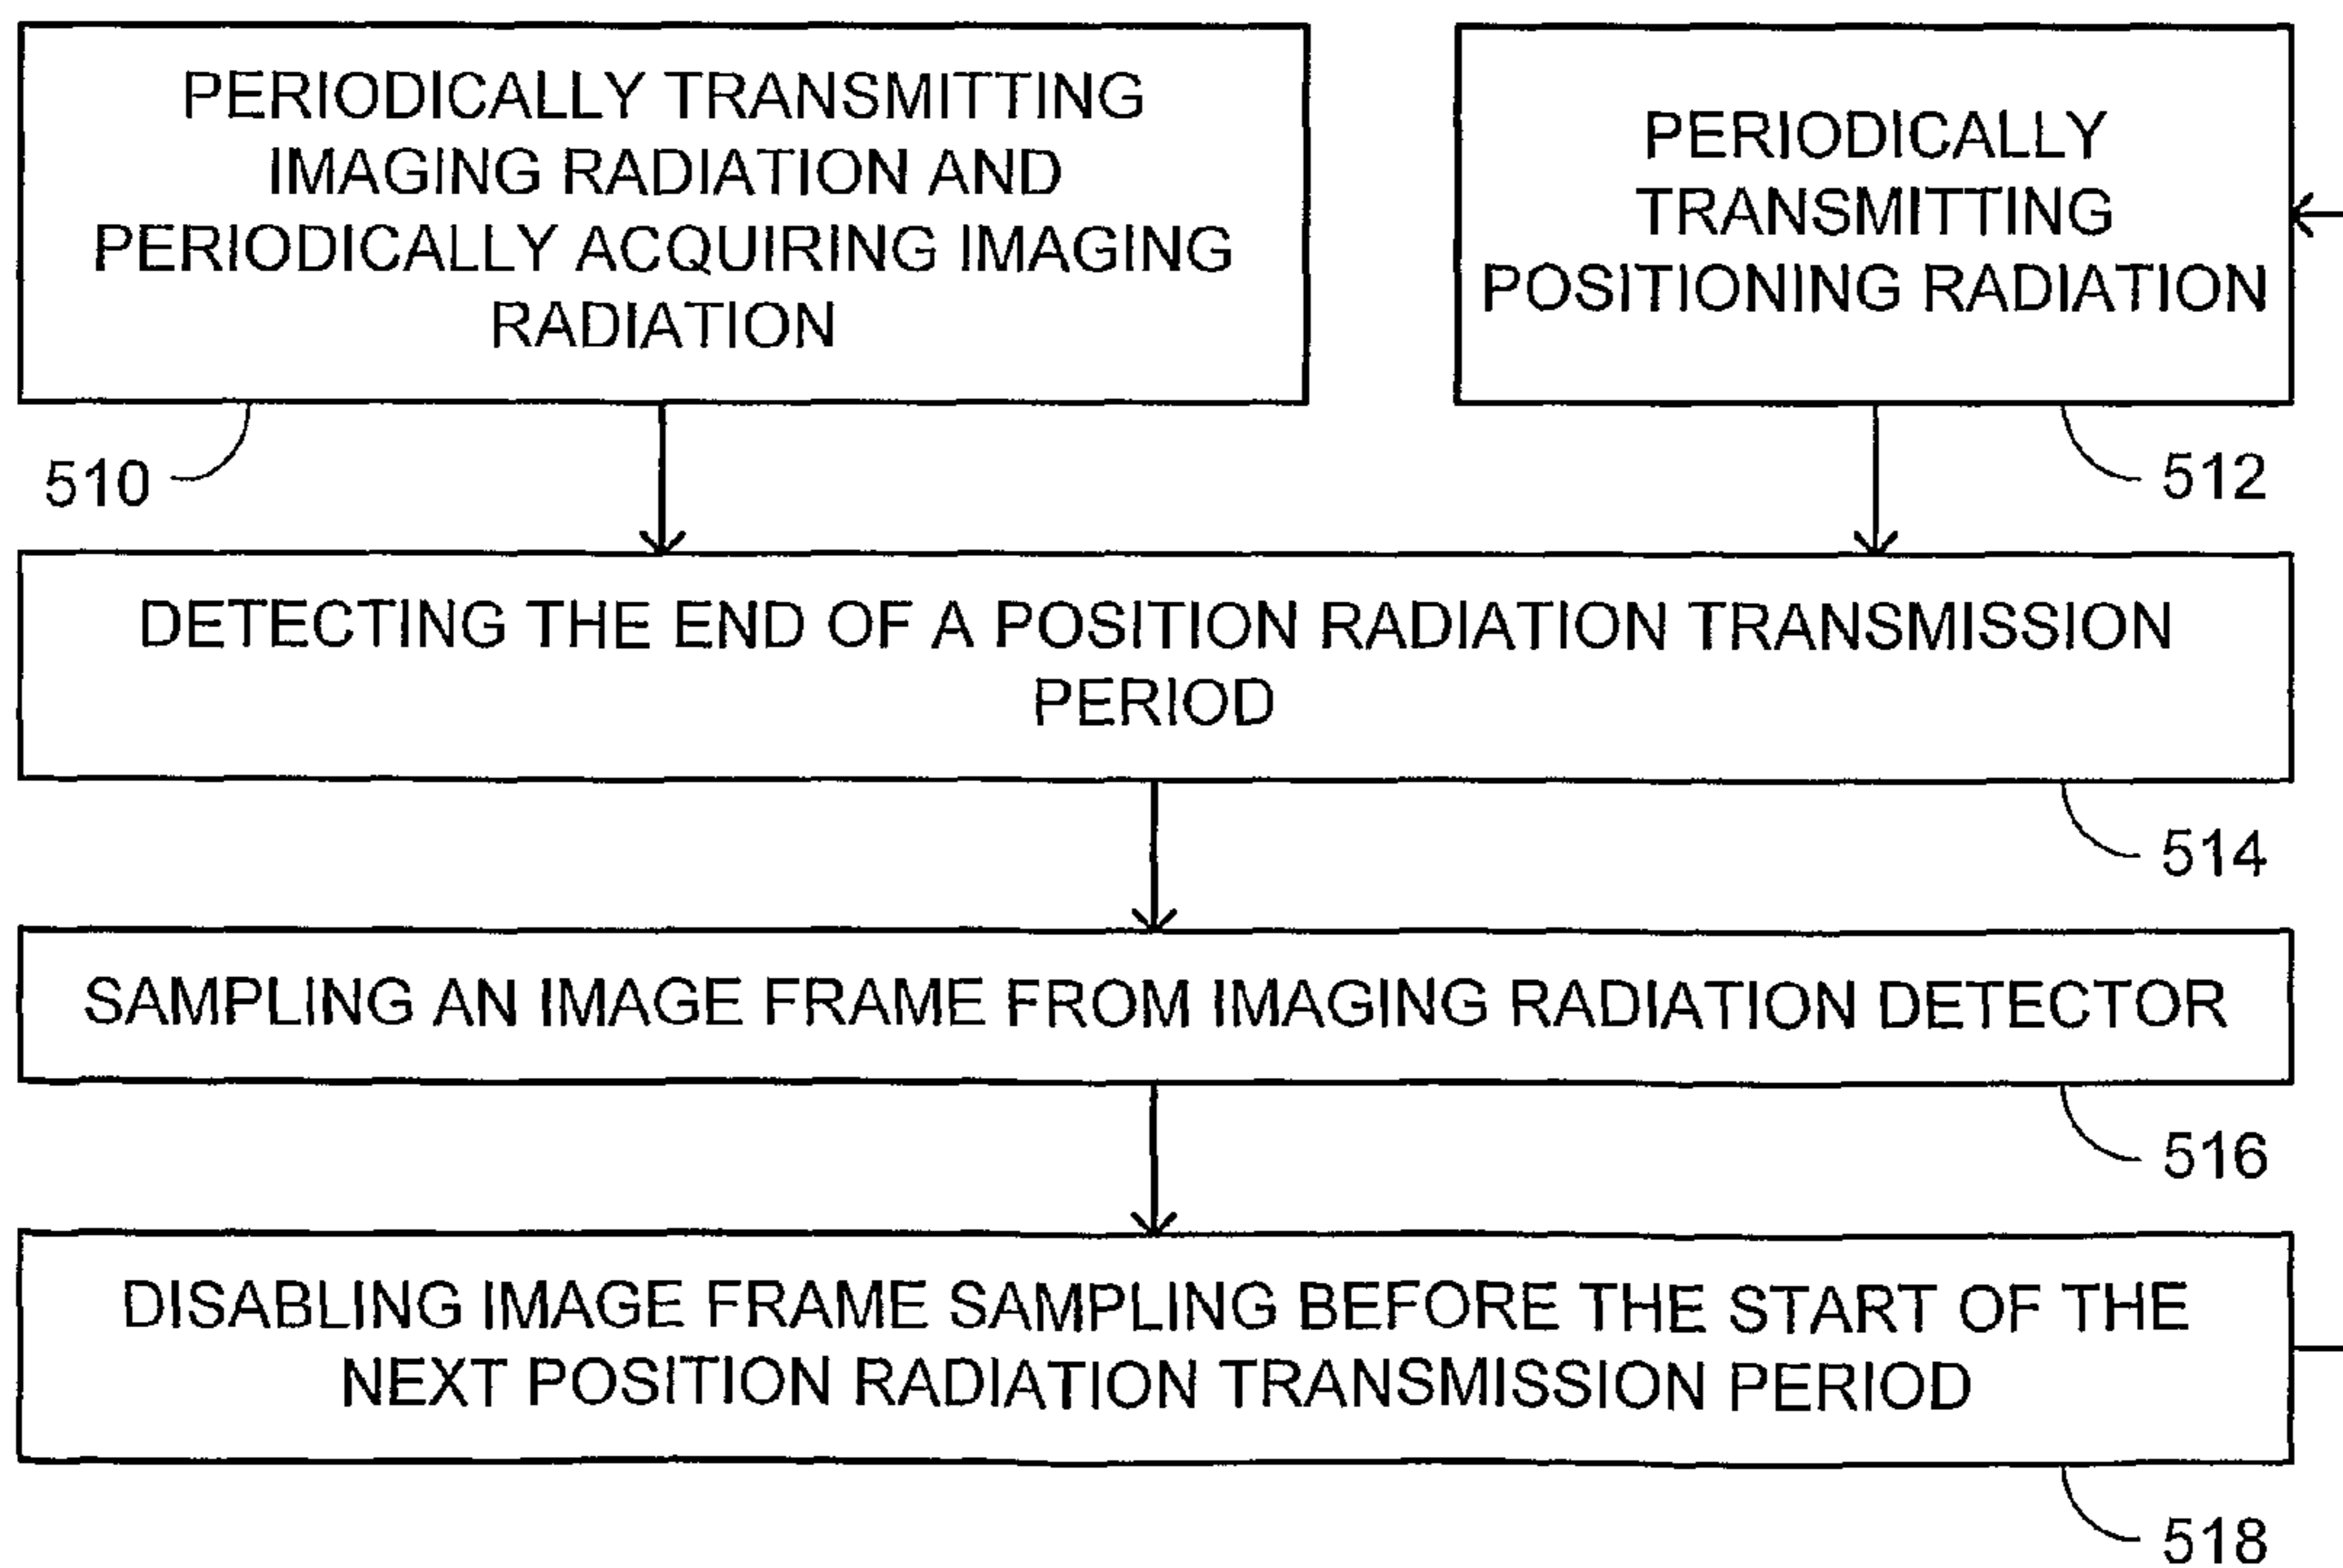 PERIODICALLY TRANSMITTING
IMAGING RADIATION AND
PERIODICALLY ACQUIRING IMAGING
RADIATION
510
PERIODICALLY
TRANSMITTING
POSITIONING RADIATION
512
DETECTING THE END OF A POSITION RADIATION TRANSMISSION
PERIOD
514
SAMPLING AN IMAGE FRAME FROM IMAGING RADIATION DETECTOR
516
DISABLING IMAGE FRAME SAMPLING BEFORE THE START OF THE
NEXT POSITION RADIATION TRANSMISSION PERIOD
518